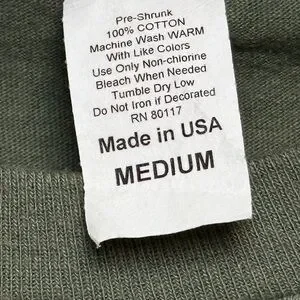 Pre-Shrunk
100% COTTON
Machine Wash WARM
With Like Colors
Use Only Non-chlorine
Bleach When Needed
Tumble Dry Low
Do Not Iron if Decorated
RN 80117
Made in USA
MEDIUM